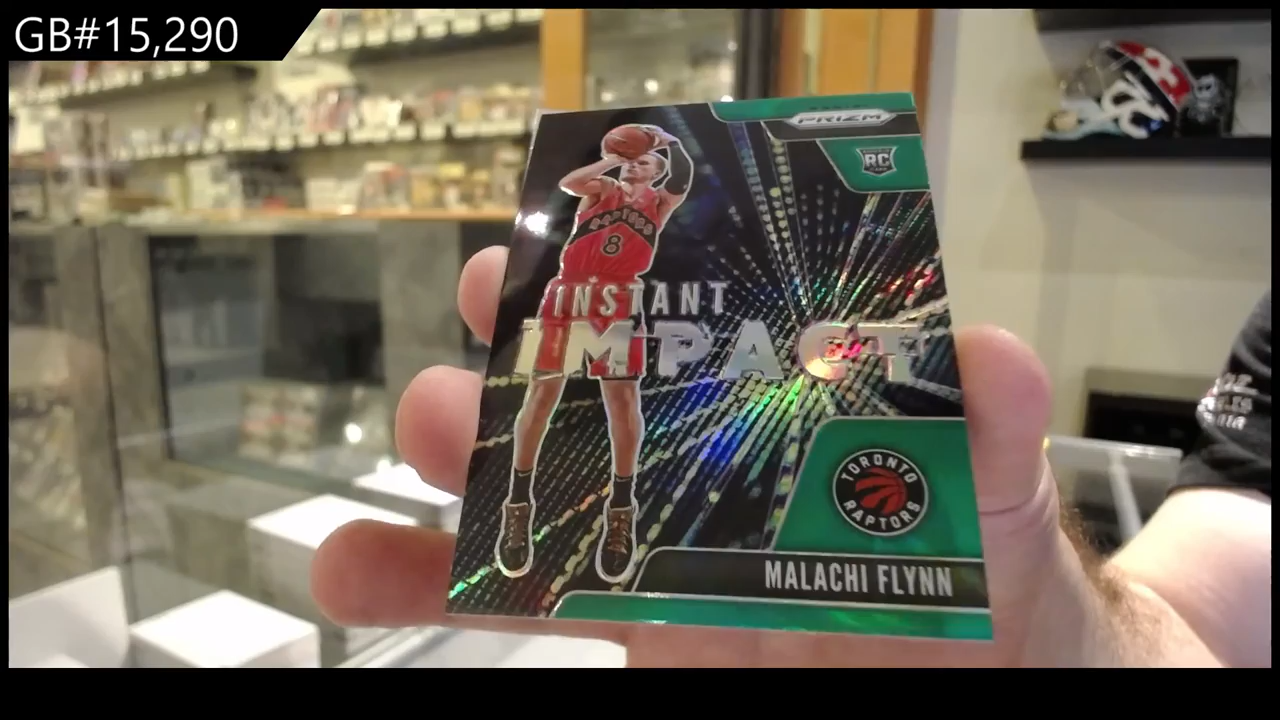 GB#15,290
PRIZM
RC
RAPTORS
8
INSTANT
IMPACT
TORONTO
RAPTORS
MALACHI FLYNN